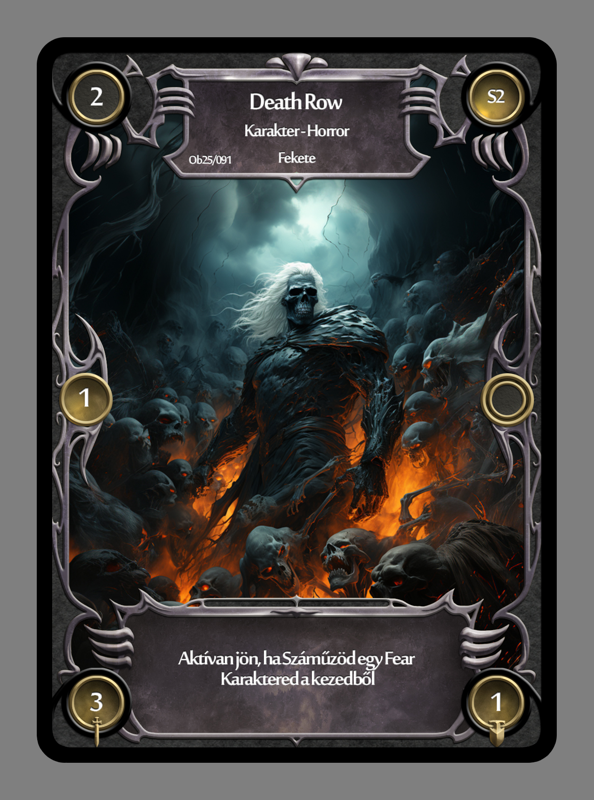 2
Death Row
S2
Karakter - Horror
Ob25/091
Fekete
1
Aktívan jön, ha Száműzöd egy Fear
Karaktered a kezedből
3
1